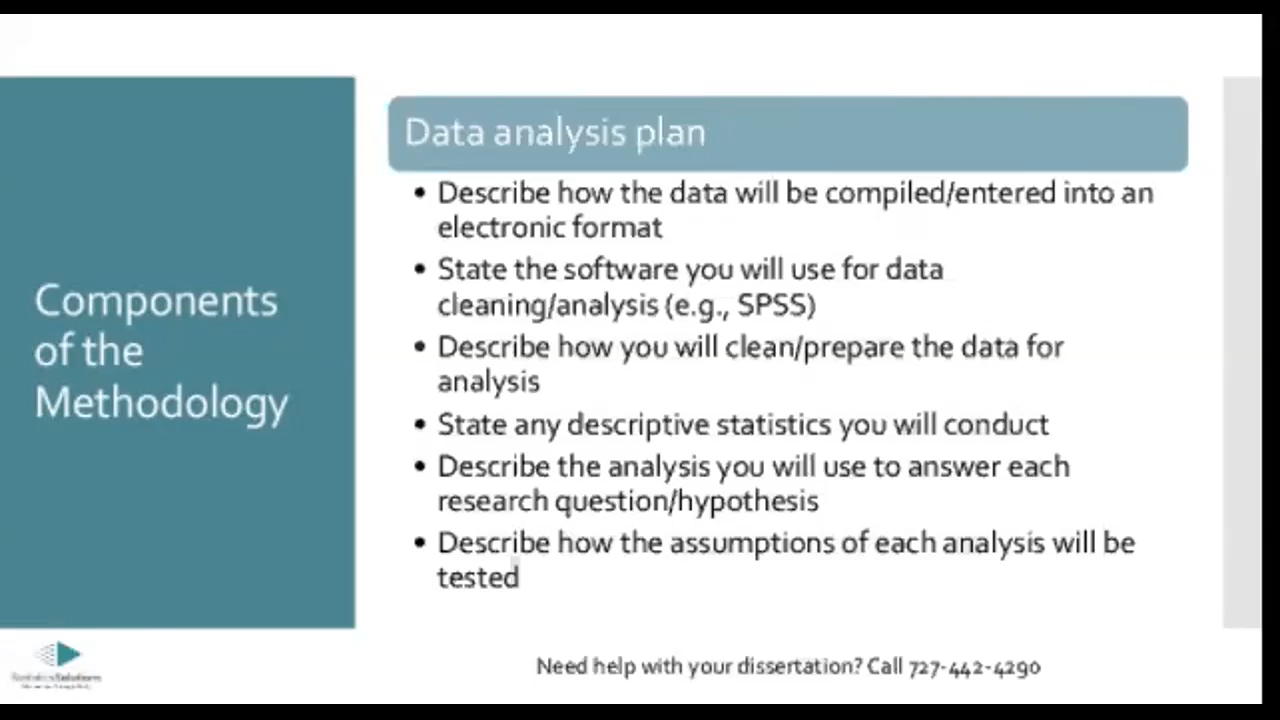 Components
of the
Methodology
Data analysis plan
• Describe how the data will be compiled/entered into an
electronic format
• State the software you will use for data
cleaning/analysis (e.g., SPSS)
• Describe how you will clean/prepare the data for
analysis
• State any descriptive statistics you will conduct
• Describe the analysis you will use to answer each
research question/hypothesis
• Describe how the assumptions of each analysis will be
tested
StatisticsSolutions
Need help with your dissertation? Call 727-442-4290